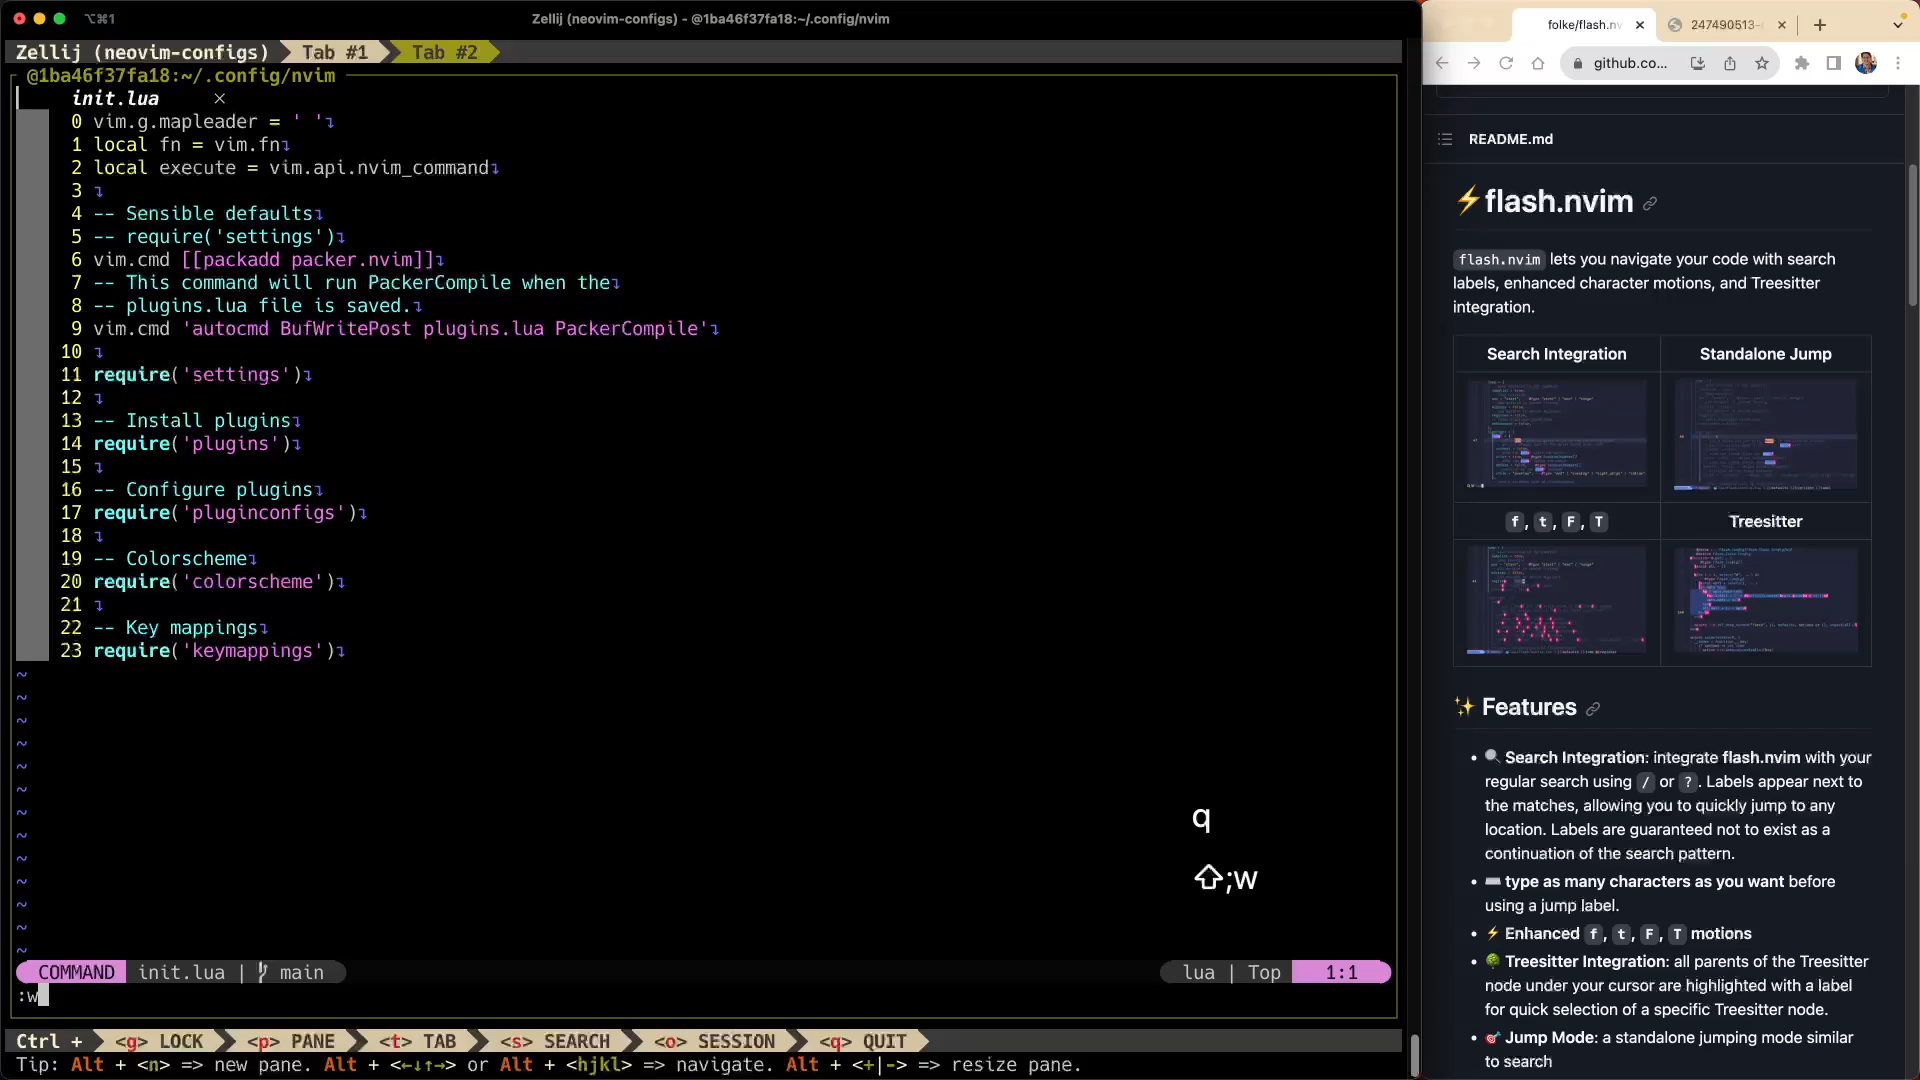 ⌥⌘1
Zellij (neovim-configs) - @1ba46f37fa18:~/.config/nvim
Zellij (neovim-configs) Tab #1 Tab #2
@1ba46f37fa18:~/.config/nvim
init.lua ×
0 vim.g.mapleader = ' '↴
1 local fn = vim.fn↴
2 local execute = vim.api.nvim_command↴
3 ↴
4 -- Sensible defaults↴
5 -- require('settings')↴
6 vim.cmd [[packadd packer.nvim]]↴
7 -- This command will run PackerCompile when the↴
8 -- plugins.lua file is saved.↴
9 vim.cmd 'autocmd BufWritePost plugins.lua PackerCompile'↴
10 ↴
11 require('settings')↴
12 ↴
13 -- Install plugins↴
14 require('plugins')↴
15 ↴
16 -- Configure plugins↴
17 require('pluginconfigs')↴
18 ↴
19 -- Colorscheme↴
20 require('colorscheme')↴
21 ↴
22 -- Key mappings↴
23 require('keymappings')↴
~
~
~
~
~
~
~
~
~
~
~
~
~
q
⇧;w
COMMAND init.lua | main lua | Top 1:1
:w
Ctrl + <g> LOCK <p> PANE <t> TAB <s> SEARCH <o> SESSION <q> QUIT
Tip: Alt + <n> => new pane. Alt + <←↓↑→> or Alt + <hjkl> => navigate. Alt + <+|-> => resize pane.
folke/flash.nv
247490513-
github.co...
README.md
⚡flash.nvim
flash.nvim lets you navigate your code with search
labels, enhanced character motions, and Treesitter
integration.
Search Integration Standalone Jump
f, t, F, T Treesitter
✨ Features
• 🔍 Search Integration: integrate flash.nvim with your
regular search using / or ?. Labels appear next to
the matches, allowing you to quickly jump to any
location. Labels are guaranteed not to exist as a
continuation of the search pattern.
• ⌨️ type as many characters as you want before
using a jump label.
• ⚡ Enhanced f, t, F, T motions
• 🌳 Treesitter Integration: all parents of the Treesitter
node under your cursor are highlighted with a label
for quick selection of a specific Treesitter node.
• 🎯 Jump Mode: a standalone jumping mode similar
to search